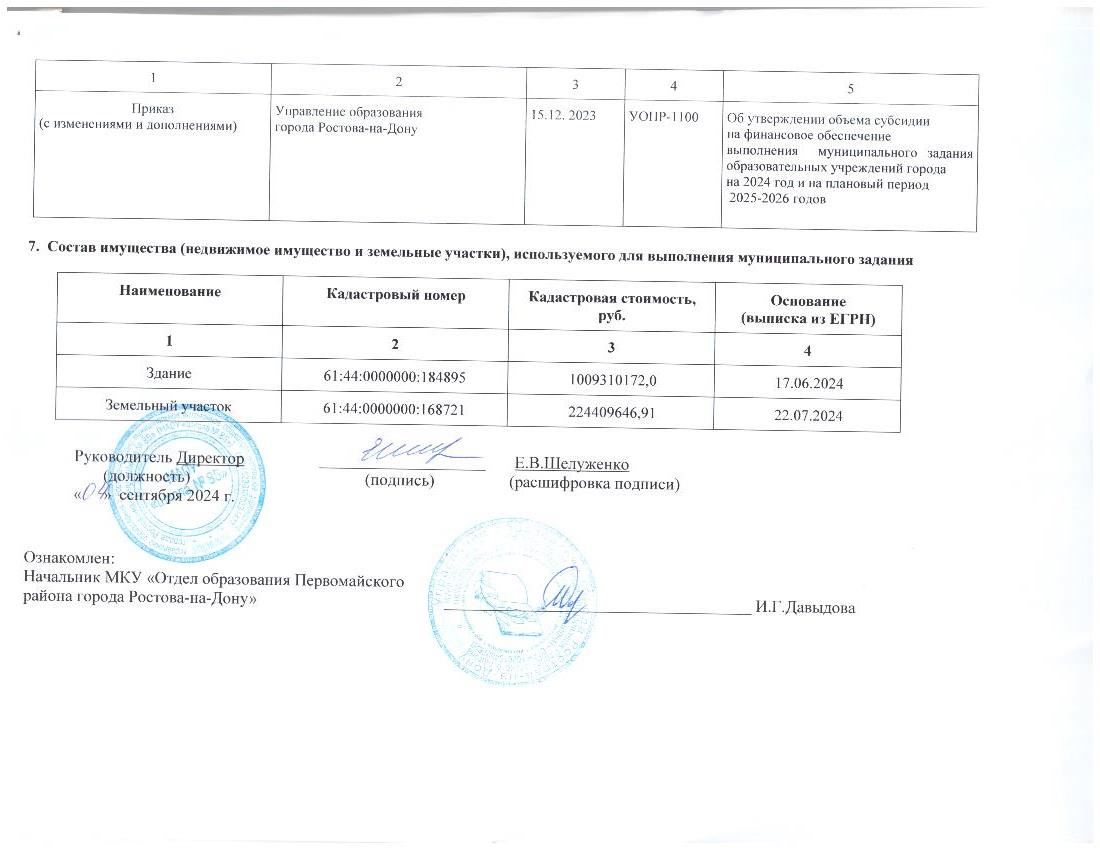 1 2 3 4 5
Приказ
(с изменениями и дополнениями)
Управление образования
города Ростова-на-Дону
15.12. 2023
УОПР-1100
Об утверждении объема субсидии
на финансовое обеспечение
выполнения муниципального задания
образовательных учреждений города
на 2024 год и на плановый период
2025-2026 годов
7. Состав имущества (недвижимое имущество и земельные участки), используемого для выполнения муниципального задания
Наименование
Кадастровый номер
Кадастровая стоимость,
руб.
Основание
(выписка из ЕГРН)
1 2 3 4
Здание 61:44:0000000:184895 1009310172,0 17.06.2024
Земельный участок 61:44:0000000:168721 224409646,91 22.07.2024
Руководитель Директор
(должность)
(подпись)
Е.В.Шелуженко
(расшифровка подписи)
«04» сентября 2024 г.
Ознакомлен:
Начальник МКУ «Отдел образования Первомайского
района города Ростова-на-Дону»
И.Г.Давыдова